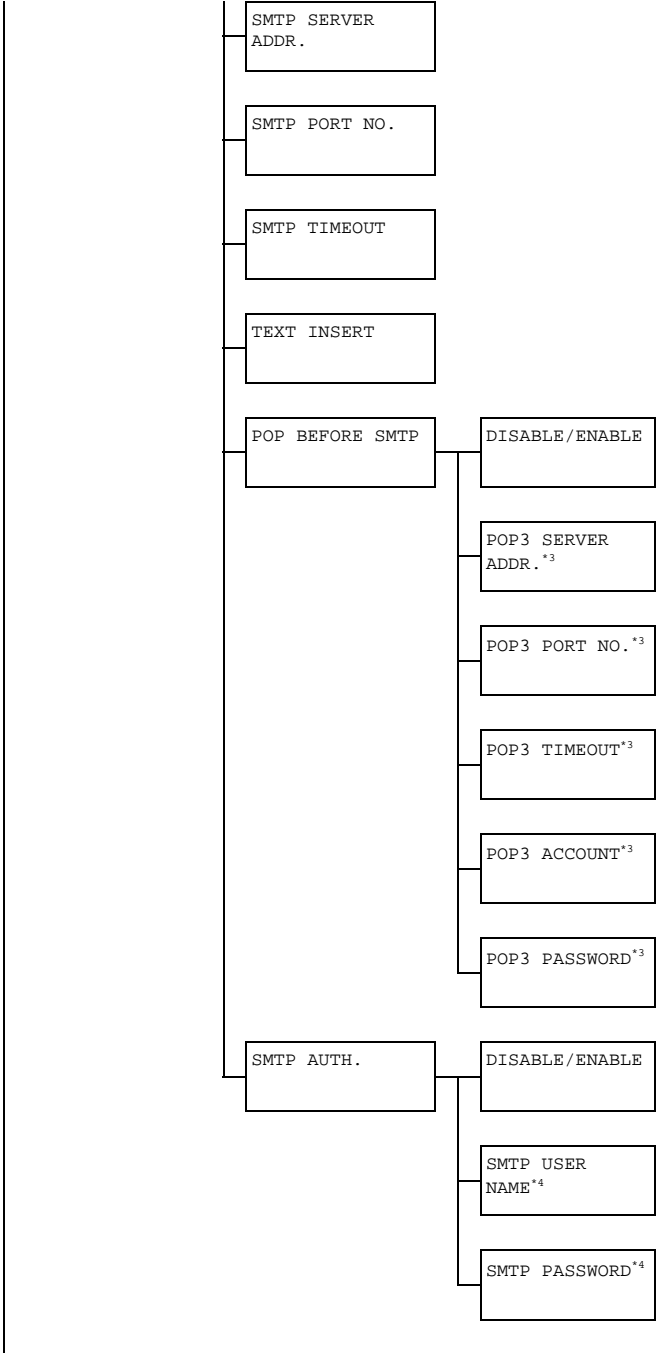 SMTP SERVER
ADDR.
SMTP PORT NO.
SMTP TIMEOUT
TEXT INSERT
POP BEFORE SMTP
DISABLE/ENABLE
POP3 SERVER
ADDR.*3
POP3 PORT NO.*3
POP3 TIMEOUT*3
POP3 ACCOUNT*3
POP3 PASSWORD*3
SMTP AUTH.
DISABLE/ENABLE
SMTP USER
NAME*4
SMTP PASSWORD*4